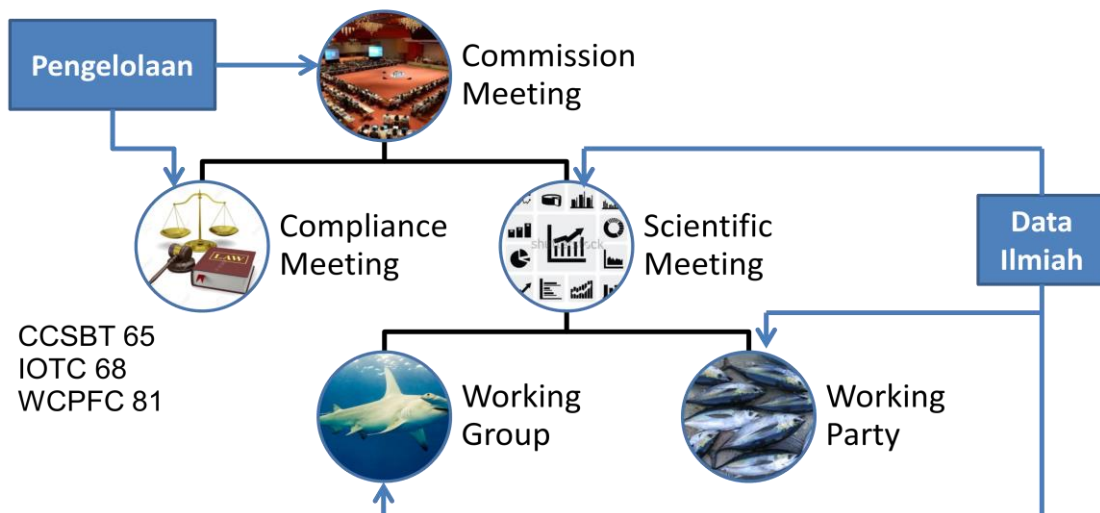 Pengelolaan
Commission
Meeting
Compliance
Meeting
LAW
Scientific
Meeting
Data
Ilmiah
CCSBT 65
IOTC 68
WCPFC 81
Working
Group
Working
Party